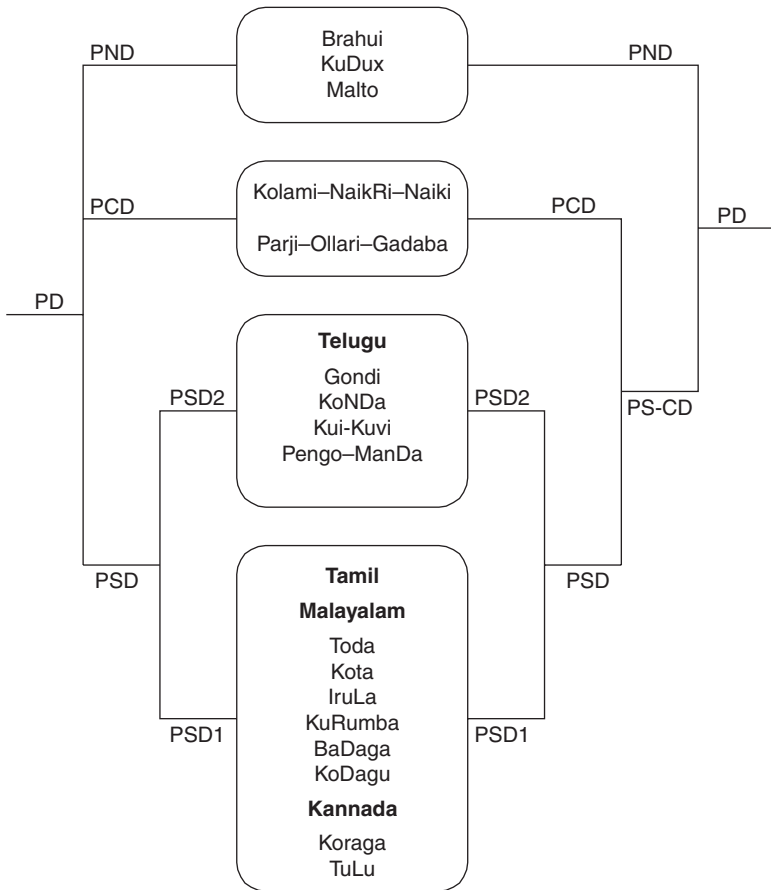 PND
Brahui
PND
KuDux
Malto
PCD
Kolami–NaikRi–Naiki
PCD
Parji–Ollari–Gadaba
PD
PD
Telugu
Gondi
PSD2
KoNDa
PSD2
PS-CD
Kui-Kuvi
Pengo–ManDa
PSD
Tamil
PSD
Malayalam
Toda
Kota
IruLa
PSD1
KuRumba
PSD1
BaDaga
KoDagu
Kannada
Koraga
TuLu